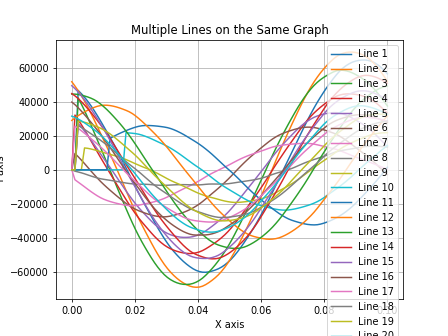 Multiple Lines on the Same Graph
60000
40000
20000
0
−20000
−40000
−60000
0.00
0.02
0.04
0.06
0.08
X axis
axis
Line 1
Line 2
Line 3
Line 4
Line 5
Line 6
Line 7
Line 8
Line 9
Line 10
Line 11
Line 12
Line 13
Line 14
Line 15
Line 16
Line 17
Line 18
Line 19
Line 20